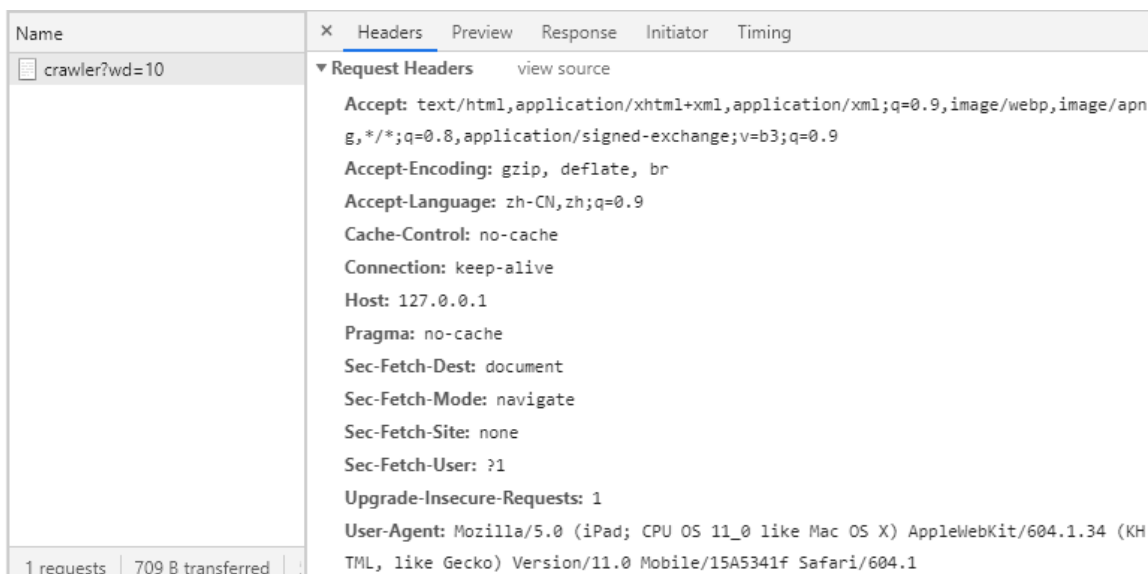 Name
× Headers Preview Response Initiator Timing
crawler?wd=10
▼ Request Headers view source
Accept: text/html,application/xhtml+xml,application/xml;q=0.9,image/webp,image/apn
g,*/*;q=0.8,application/signed-exchange;v=b3;q=0.9
Accept-Encoding: gzip, deflate, br
Accept-Language: zh-CN,zh;q=0.9
Cache-Control: no-cache
Connection: keep-alive
Host: 127.0.0.1
Pragma: no-cache
Sec-Fetch-Dest: document
Sec-Fetch-Mode: navigate
Sec-Fetch-Site: none
Sec-Fetch-User: ?1
Upgrade-Insecure-Requests: 1
User-Agent: Mozilla/5.0 (iPad; CPU OS 11_0 like Mac OS X) AppleWebKit/604.1.34 (KH
TML, like Gecko) Version/11.0 Mobile/15A5341f Safari/604.1
1 requests 709 B transferred